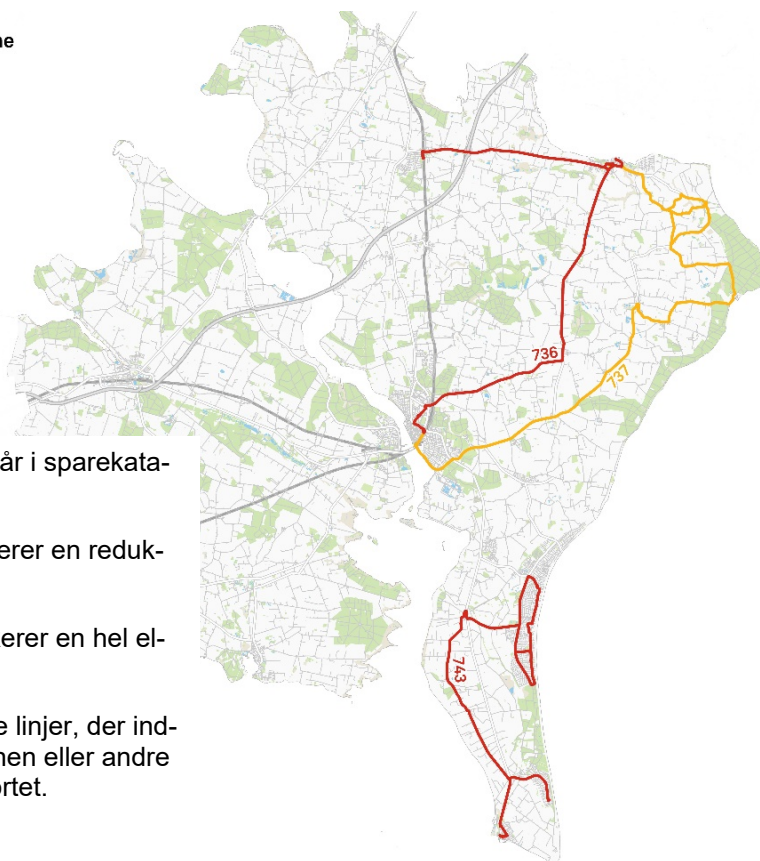 ne
736
737
år i sparekata-
erer en reduk-
erer en hel el-
743
e linjer, der ind-
nen eller andre
rtet.